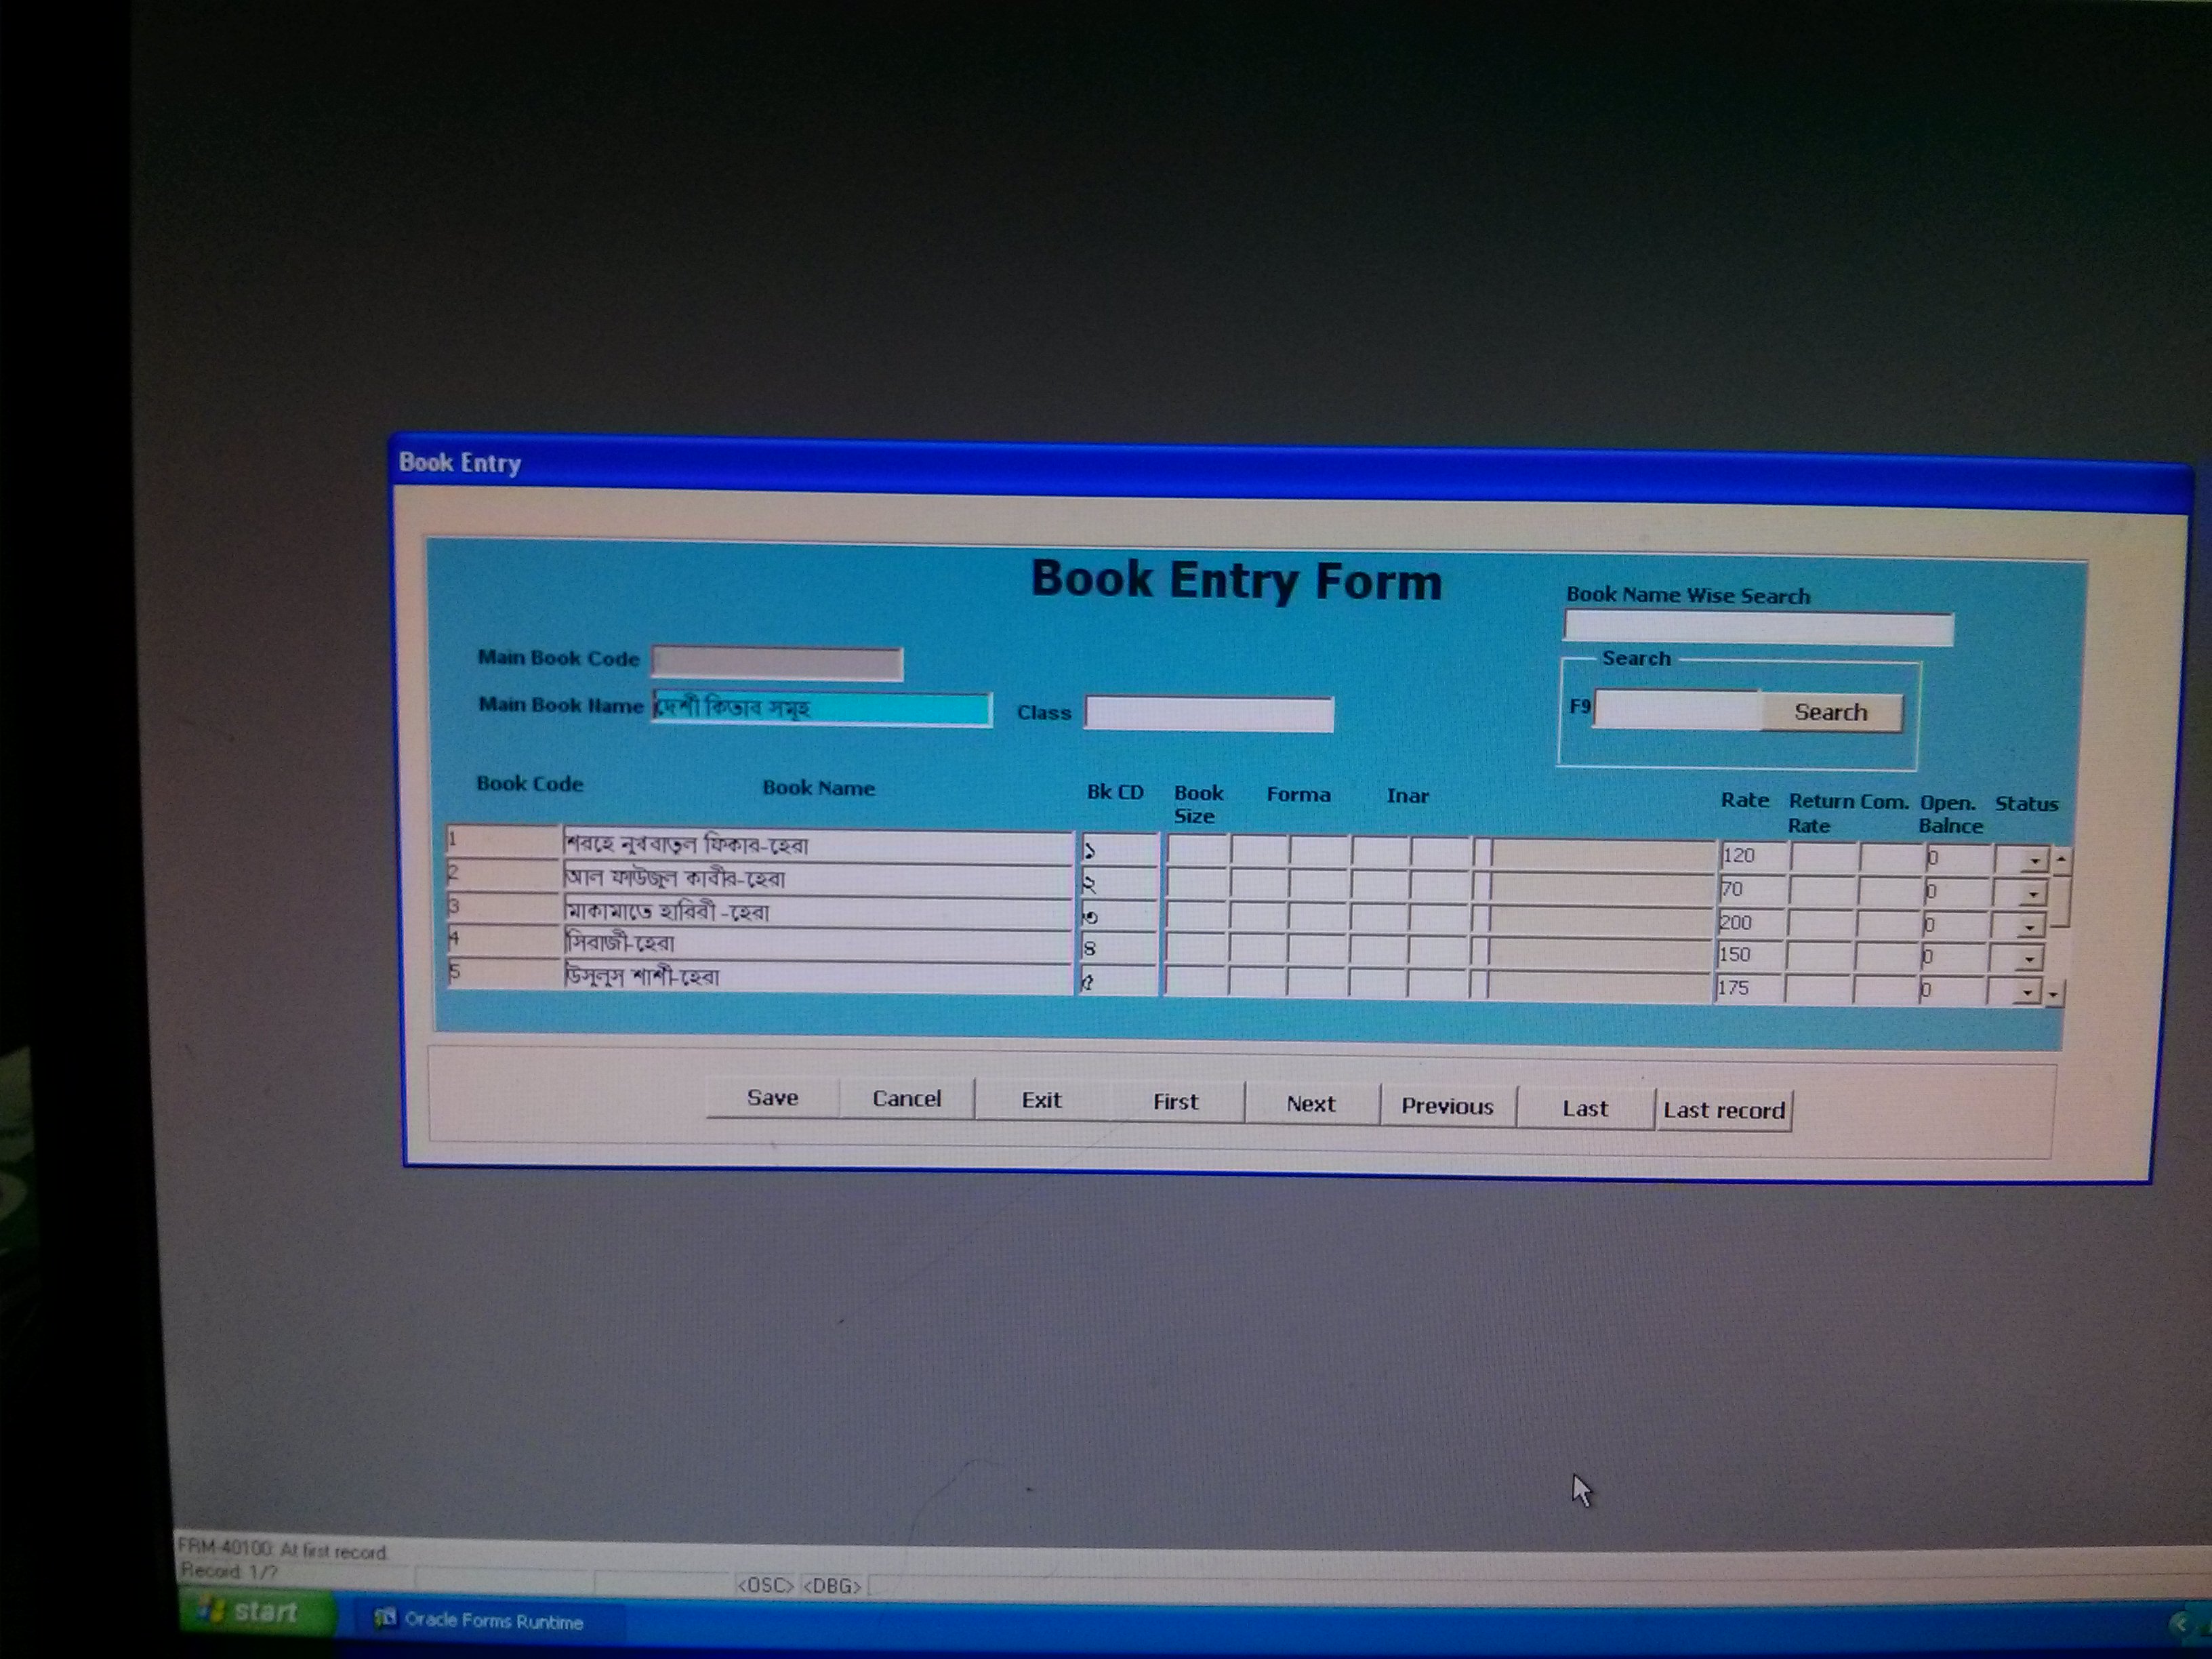 Book Entry
Book Entry Form
Book Name Wise Search
Main Book Code
Search
Main Book Name দেশী কিতাব সমূহ Class F9 Search
Book Code Book Name Bk CD Book Size Forma Inar Rate Return Rate Com. Open. Balnce Status
1 শরহে নুখবাতুল ফিকার-হেরা ১ 120 0
2 আল ফাউজুল কাবীর-হেরা ২ 70 0
3 মাকামাতে হারিরী -হেরা ৩ 200 0
4 সিরাজী-হেরা ৪ 150 0
5 উসূলুস শাশী-হেরা ৫ 175 0
Save Cancel Exit First Next Previous Last Last record
FRM-40100: At first record.
Record: 1/?
<OSC> <DBG>
start Oracle Forms Runtime